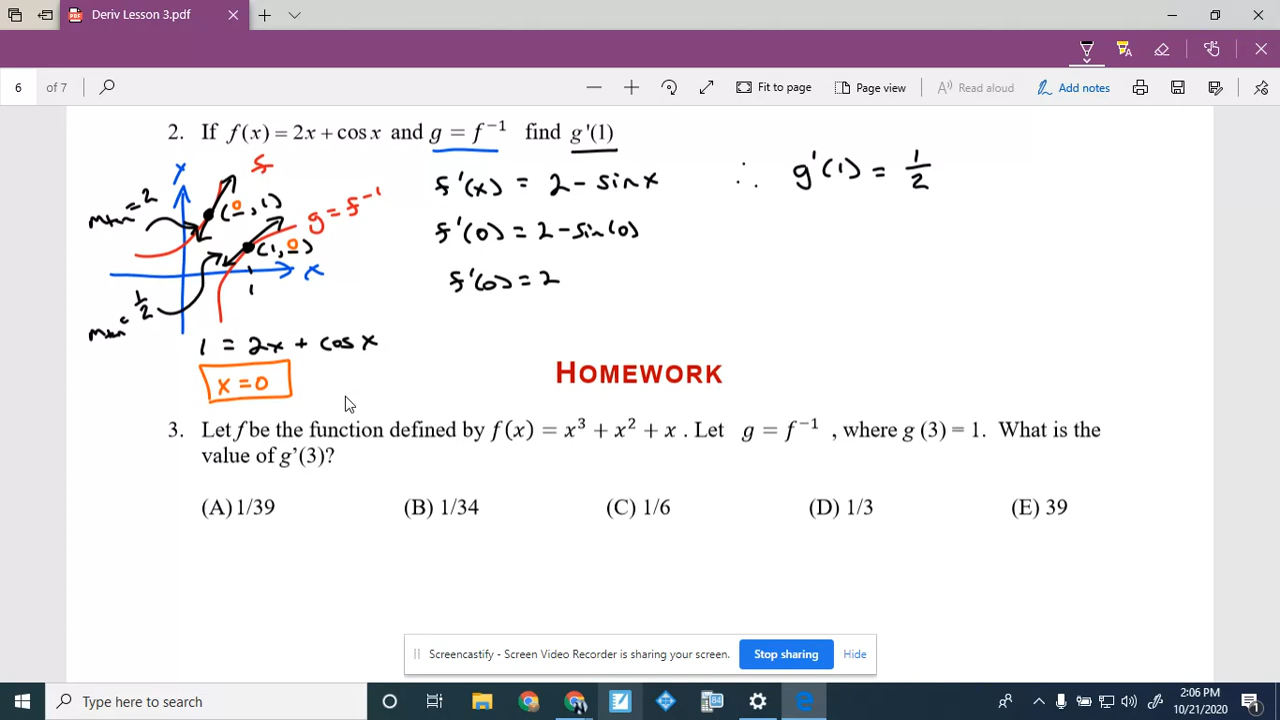 Deriv Lesson 3.pdf
6 of 7
Fit to page
Page view
Read aloud
Add notes
2. If f(x) = 2x + cos x and g = f⁻¹ find g'(1)
y
f
m_tan = 2
(0, 1)
g = f⁻¹
(1, 0)
x
1
m_tan = 1/2
f'(x) = 2 - sin x
f'(0) = 2 - sin(0)
f'(0) = 2
∴ g'(1) = 1/2
1 = 2x + cos x
x = 0
HOMEWORK
3. Let f be the function defined by f(x) = x³ + x² + x . Let g = f⁻¹ , where g (3) = 1. What is the
value of g’(3)?
(A) 1/39 (B) 1/34 (C) 1/6 (D) 1/3 (E) 39
Screencastify - Screen Video Recorder is sharing your screen.
Stop sharing
Hide
Type here to search
2:06 PM
10/21/2020